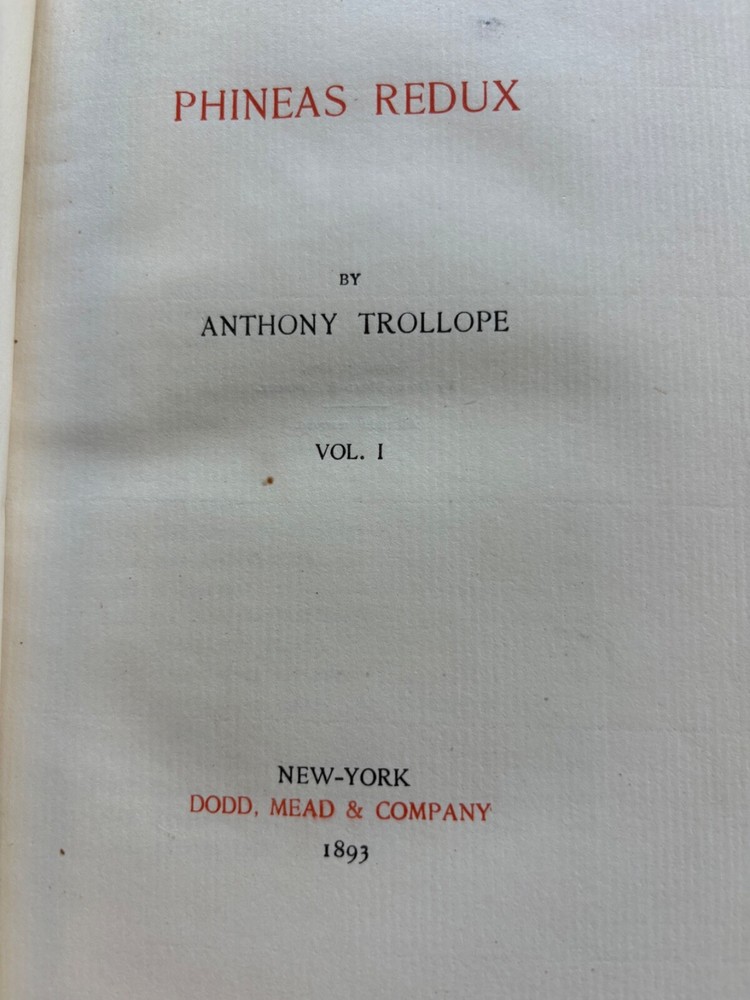 PHINEAS REDUX
BY
ANTHONY TROLLOPE
VOL. I
NEW-YORK
DODD, MEAD & COMPANY
1893